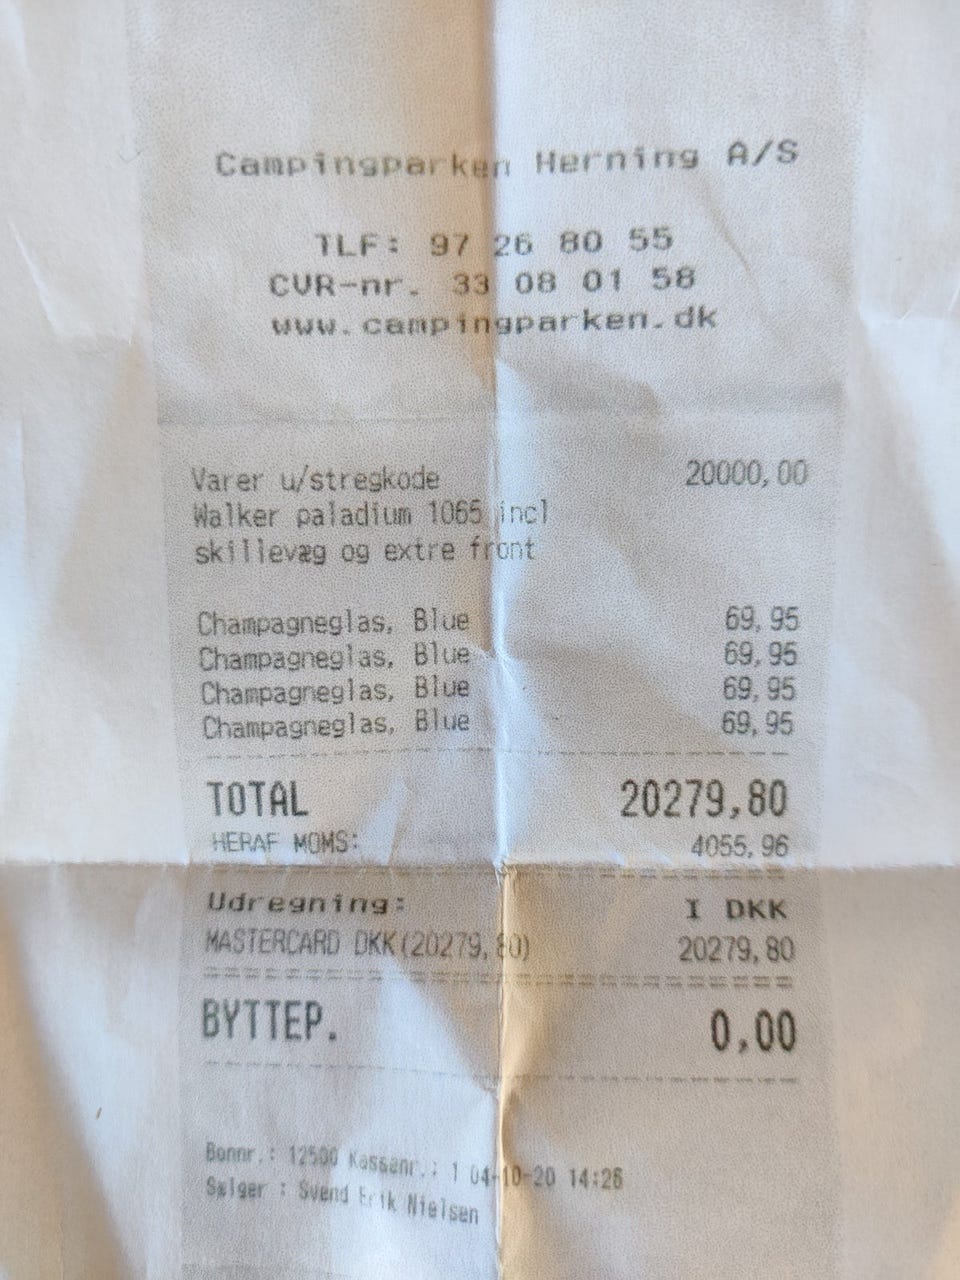 Campingparken Herning A/S
TLF: 97 26 80 55
CVR-nr. 33 08 01 58
www.campingparken.dk
Varer u/stregkode 20000,00
Walker paladium 1065 incl
skillevæg og extre front
Champagneglas, Blue 69,95
Champagneglas, Blue 69,95
Champagneglas, Blue 69,95
Champagneglas, Blue 69,95
TOTAL 20279,80
HERAF MOMS: 4055,96
Udregning: I DKK
MASTERCARD DKK(20279,80) 20279,80
BYTTEP. 0,00
Bonnr.: 12500 Kassenr.: 1 04-10-20 14:26
Sælger : Svend Erik Nielsen